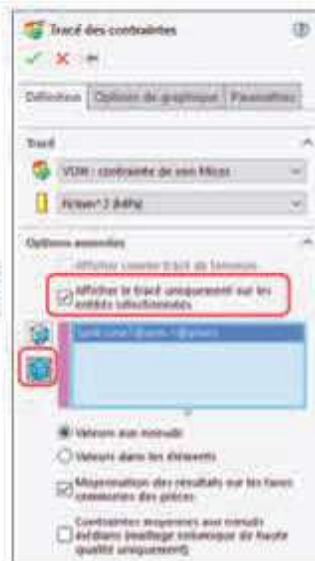 Tracé des contraintes
Définition Options de graphique Paramètres
Tracé
VON : contrainte de von Mises
N/mm^2 (MPa)
Options avancées
Afficher comme tracé de tenseur
Afficher le tracé uniquement sur les
entités sélectionnées
Valeurs aux noeuds
Valeurs dans les éléments
Moyennation des résultats sur les faces
communes des pièces
Contraintes moyennes aux noeuds
médians (maillage volumique de haute
qualité uniquement)